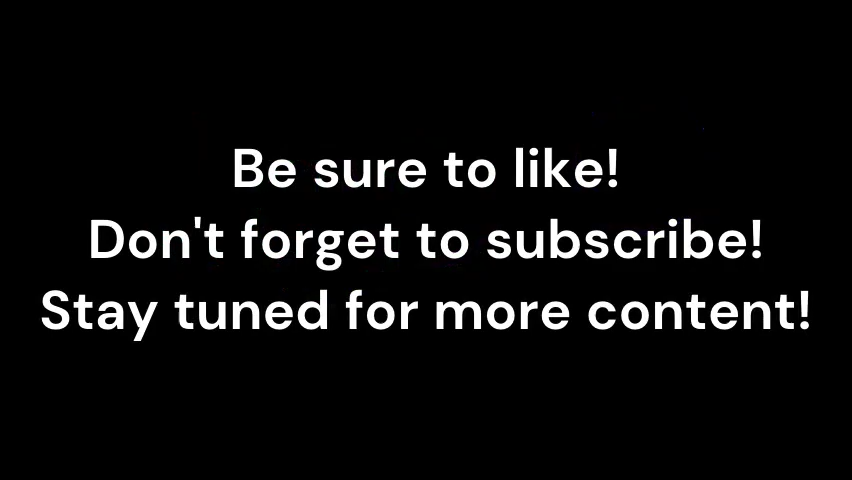 Be sure to like!
Don't forget to subscribe!
Stay tuned for more content!